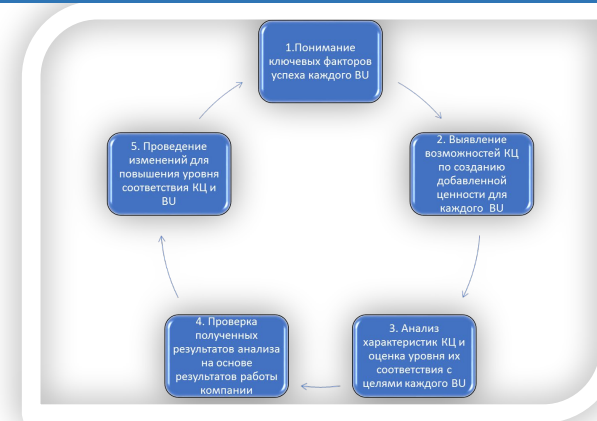 1.Понимание
ключевых факторов
успеха каждого BU
2. Выявление
возможностей КЦ
по созданию
добавленной
ценности для
каждого BU
3. Анализ
характеристик КЦ и
оценка уровня их
соответствия с
целями каждого BU
4. Проверка
полученных
результатов анализа
на основе
результатов работы
компании
5. Проведение
изменений для
повышения уровня
соответствия КЦ и
BU